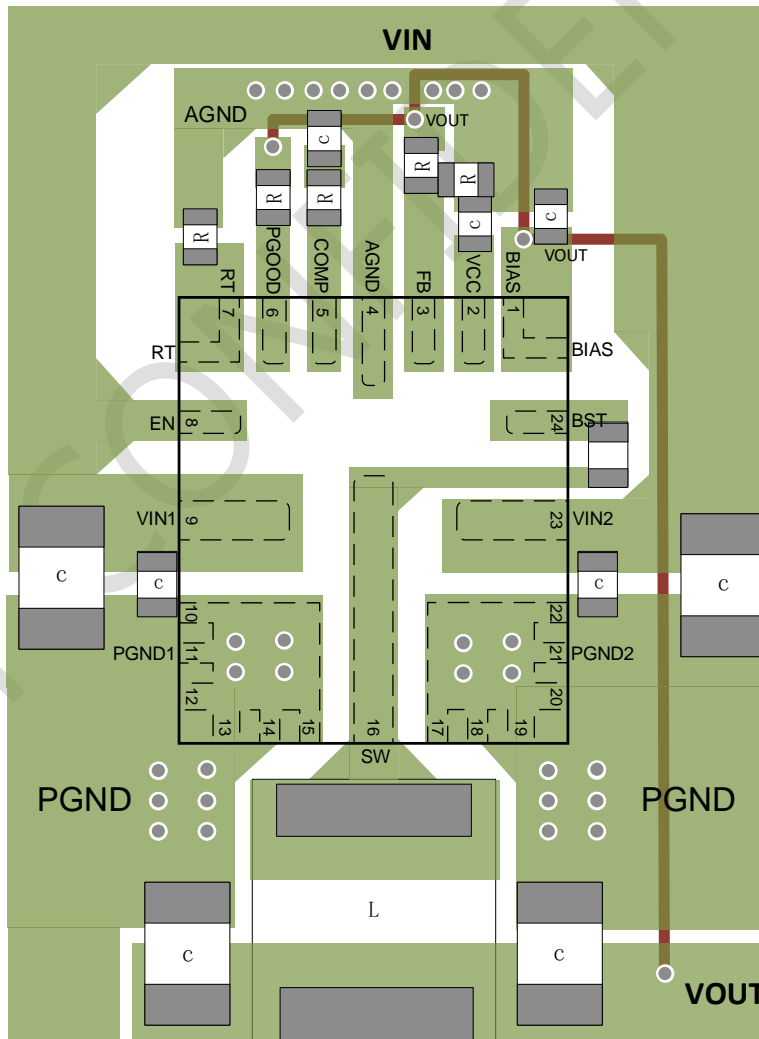 VIN
AGND
VOUT
C
R
R
R
R
R
C
C
VOUT
RT
PGOOD
COMP
AGND
FB
VCC
BIAS
7
6
5
4
3
2
1
RT
BIAS
EN
8
24
BST
VIN1
9
23
VIN2
C
C
C
C
10
22
PGND1
11
21
PGND2
12
20
13
14
15
16
17
18
19
SW
PGND
PGND
L
C
C
VOUT
CONFIDE